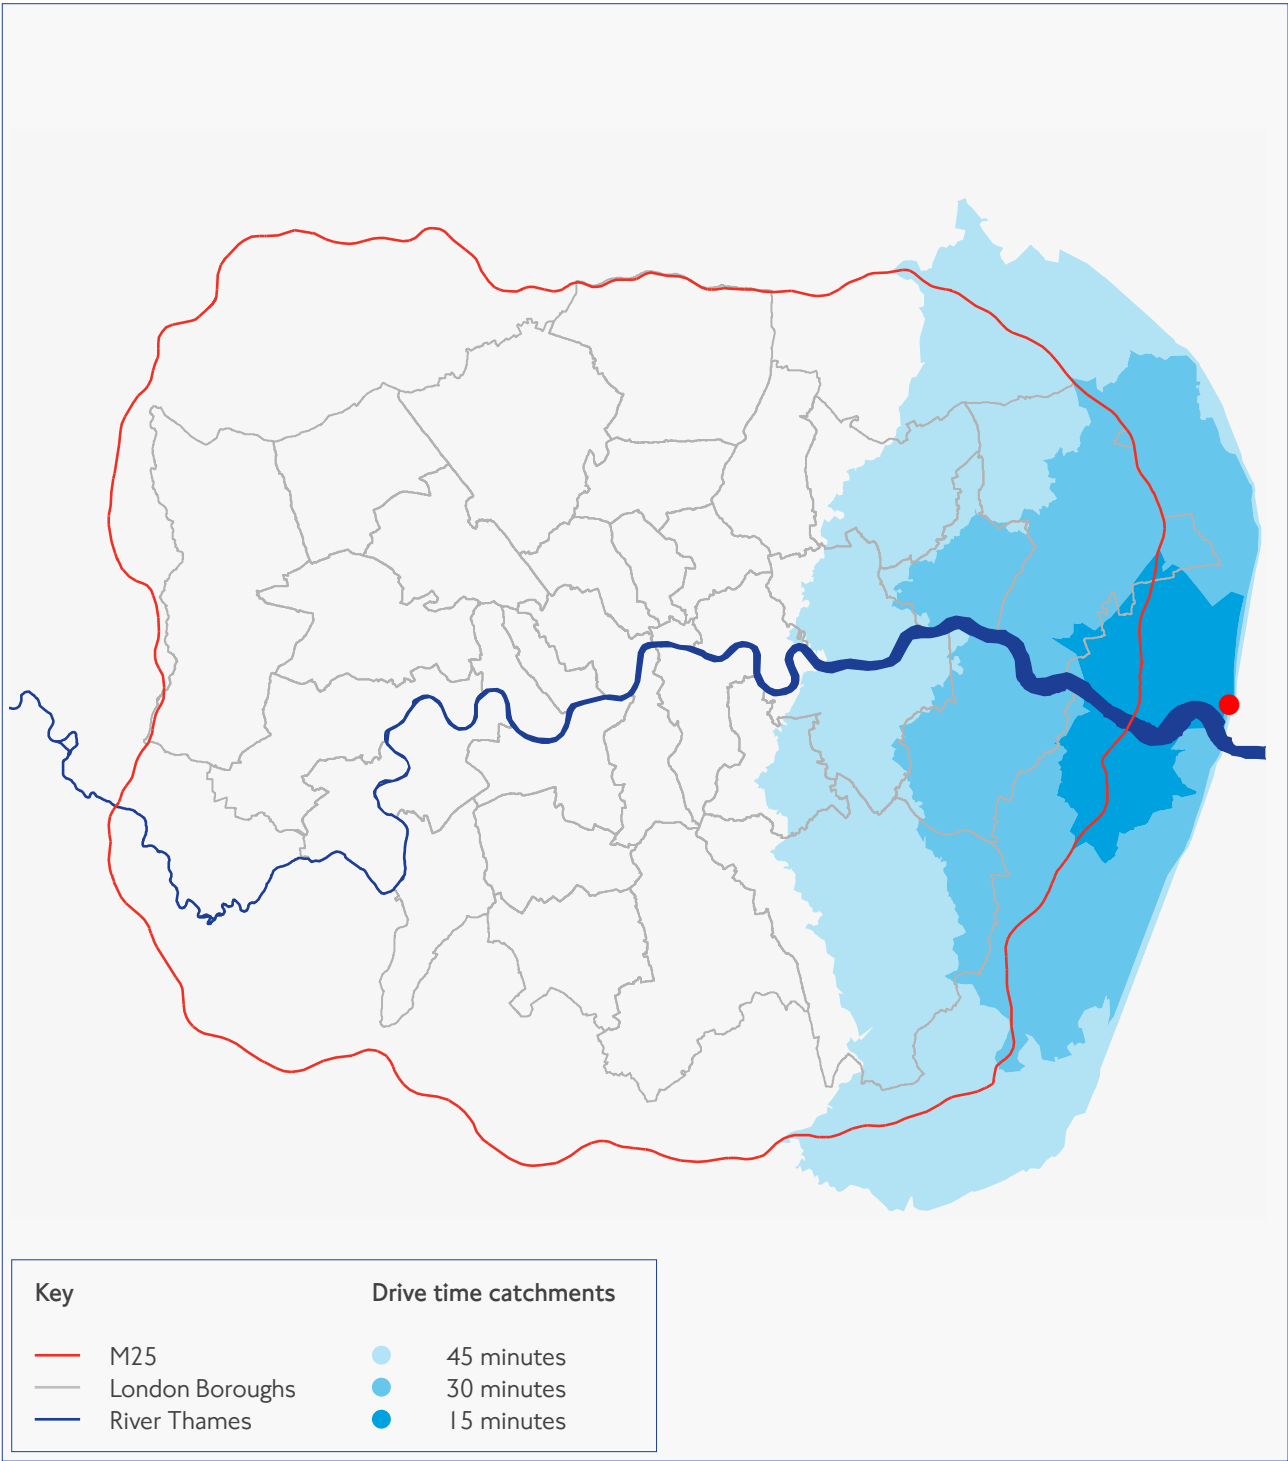 Key
M25
London Boroughs
River Thames
Drive time catchments
45 minutes
30 minutes
15 minutes